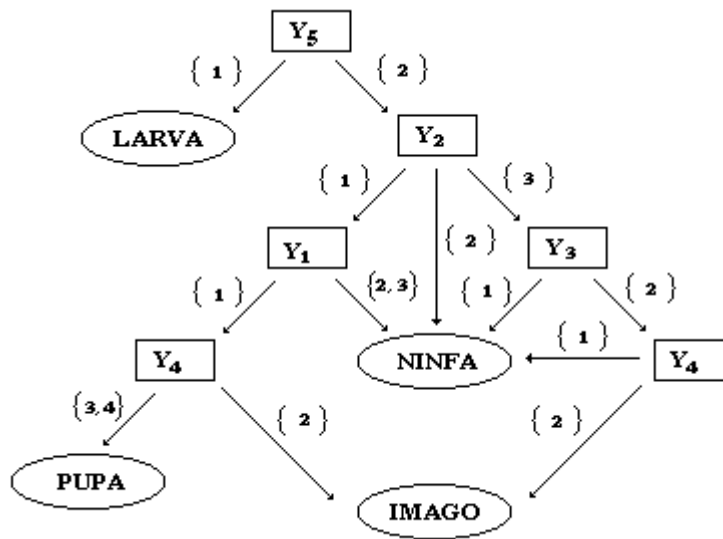 Y5
{ 1 } { 2 }
LARVA
Y2
{ 1 } { 3 }
{ 2 }
Y1 Y3
{ 1 } {2, 3} { 1 } { 2 }
Y4 NINFA { 1 } Y4
{3, 4} { 2 } { 2 }
PUPA
IMAGO